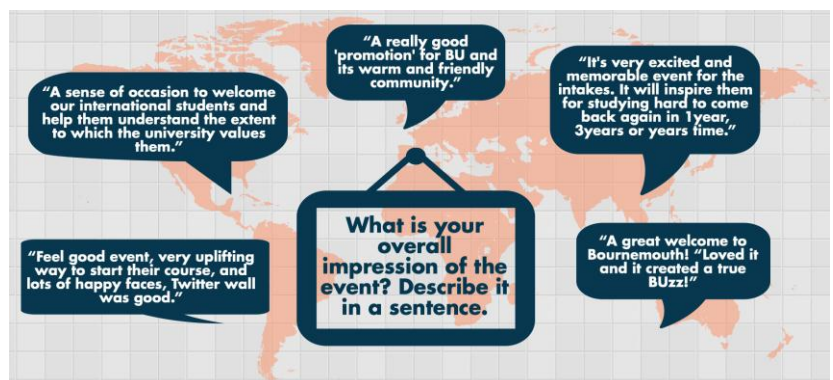 “A really good
'promotion' for BU and
its warm and friendly
community.”
“A sense of occasion to welcome
our international students and
help them understand the extent
to which the university values
them.”
“It's very excited and
memorable event for the
intakes. It will inspire them
for studying hard to come
back again in 1year,
3years or years time.”
What is your
overall
impression of the
event? Describe it
in a sentence.
“Feel good event, very uplifting
way to start their course, and
lots of happy faces, Twitter wall
was good.”
“A great welcome to
Bournemouth! “Loved it
and it created a true
BUzz!”